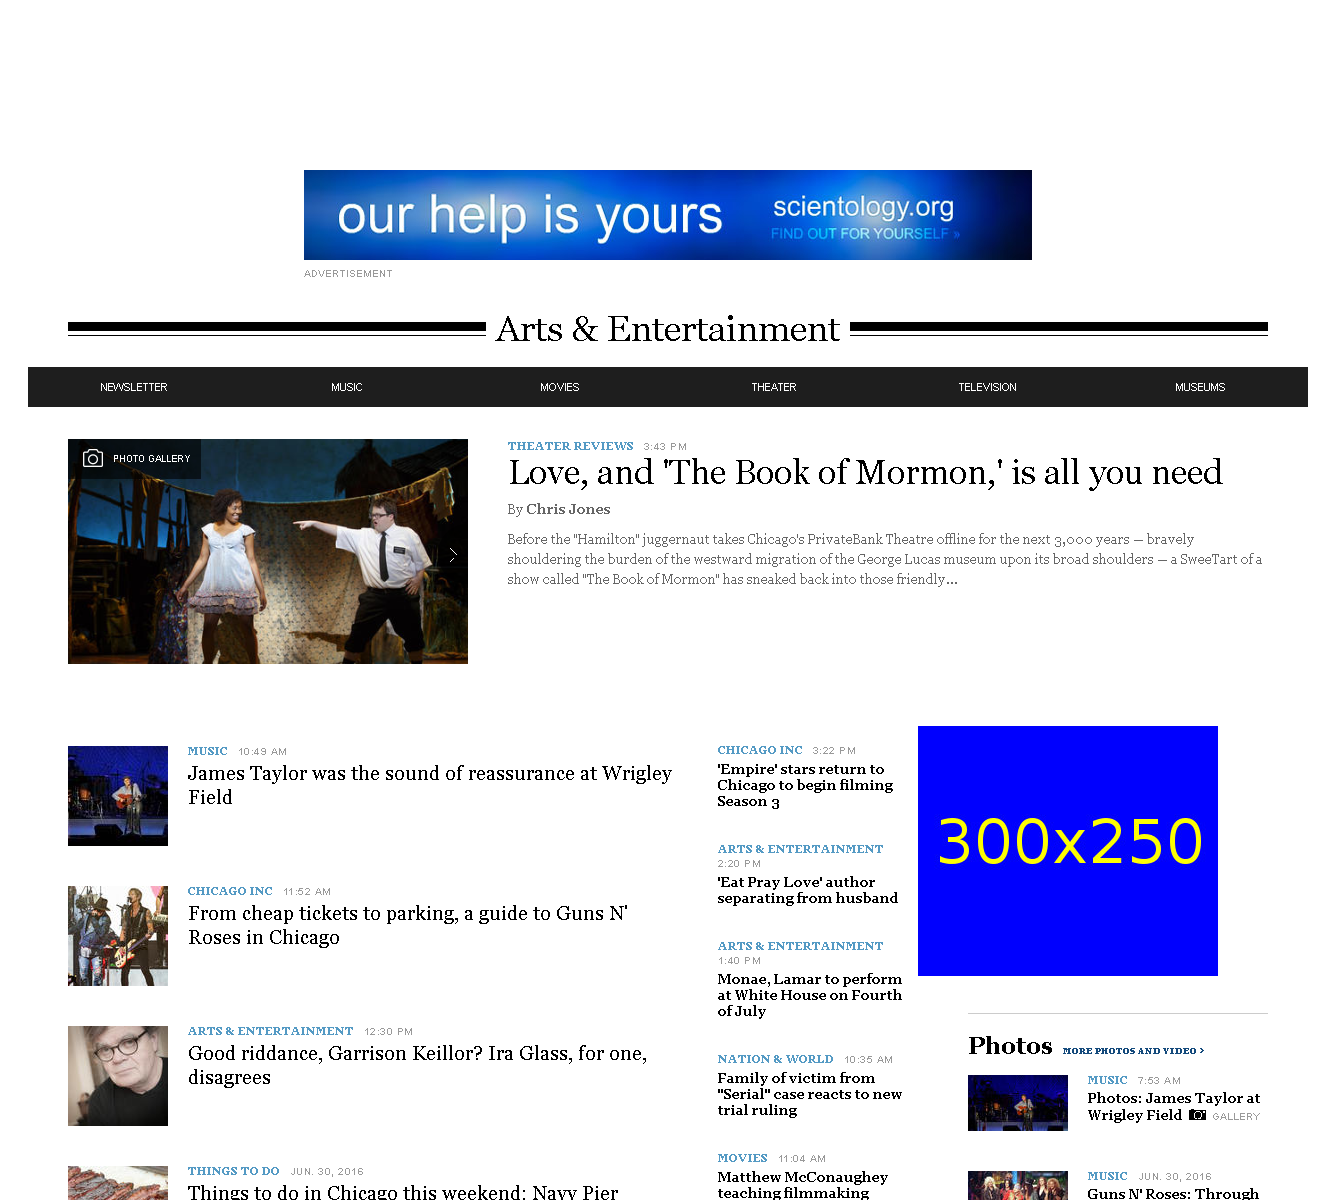 our help is yours
scientology.org
FIND OUT FOR YOURSELF »
ADVERTISEMENT
Arts & Entertainment
NEWSLETTER
MUSIC
MOVIES
THEATER
TELEVISION
MUSEUMS
PHOTO GALLERY
THEATER REVIEWS 3:43 PM
Love, and 'The Book of Mormon,' is all you need
By Chris Jones
Before the "Hamilton" juggernaut takes Chicago's PrivateBank Theatre offline for the next 3,000 years — bravely
shouldering the burden of the westward migration of the George Lucas museum upon its broad shoulders — a SweeTart of a
show called "The Book of Mormon" has sneaked back into those friendly...
MUSIC 10:49 AM
James Taylor was the sound of reassurance at Wrigley
Field
CHICAGO INC 11:52 AM
From cheap tickets to parking, a guide to Guns N'
Roses in Chicago
ARTS & ENTERTAINMENT 12:30 PM
Good riddance, Garrison Keillor? Ira Glass, for one,
disagrees
THINGS TO DO JUN. 30, 2016
Things to do in Chicago this weekend: Navy Pier
CHICAGO INC 3:22 PM
'Empire' stars return to
Chicago to begin filming
Season 3
ARTS & ENTERTAINMENT
2:20 PM
'Eat Pray Love' author
separating from husband
ARTS & ENTERTAINMENT
1:40 PM
Monae, Lamar to perform
at White House on Fourth
of July
NATION & WORLD 10:35 AM
Family of victim from
"Serial" case reacts to new
trial ruling
MOVIES 11:04 AM
Matthew McConaughey
teaching filmmaking
300x250
Photos MORE PHOTOS AND VIDEO >
MUSIC 7:53 AM
Photos: James Taylor at
Wrigley Field GALLERY
MUSIC JUN. 30, 2016
Guns N' Roses: Through